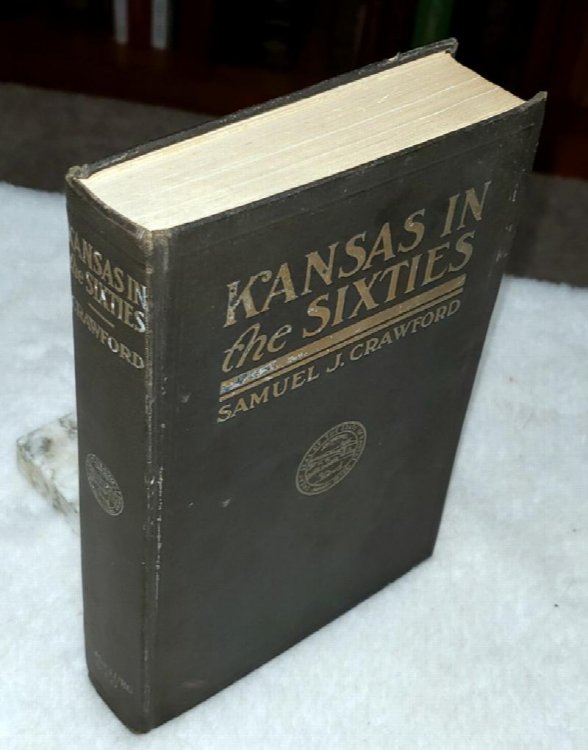 KANSAS IN
the SIXTIES
SAMUEL J. CRAWFORD
KANSAS IN
the SIXTIES
CRAWFORD